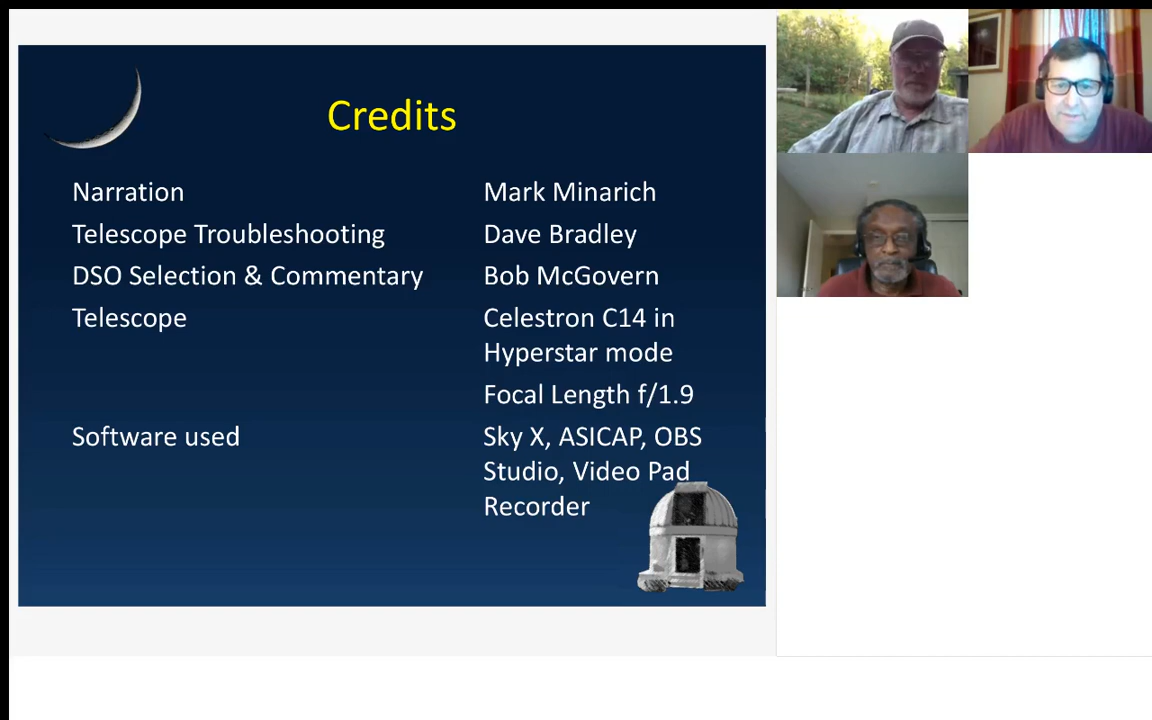 Credits
Narration
Mark Minarich
Telescope Troubleshooting
Dave Bradley
DSO Selection & Commentary
Bob McGovern
Telescope
Celestron C14 in
Hyperstar mode
Focal Length f/1.9
Software used
Sky X, ASICAP, OBS
Studio, Video Pad
Recorder